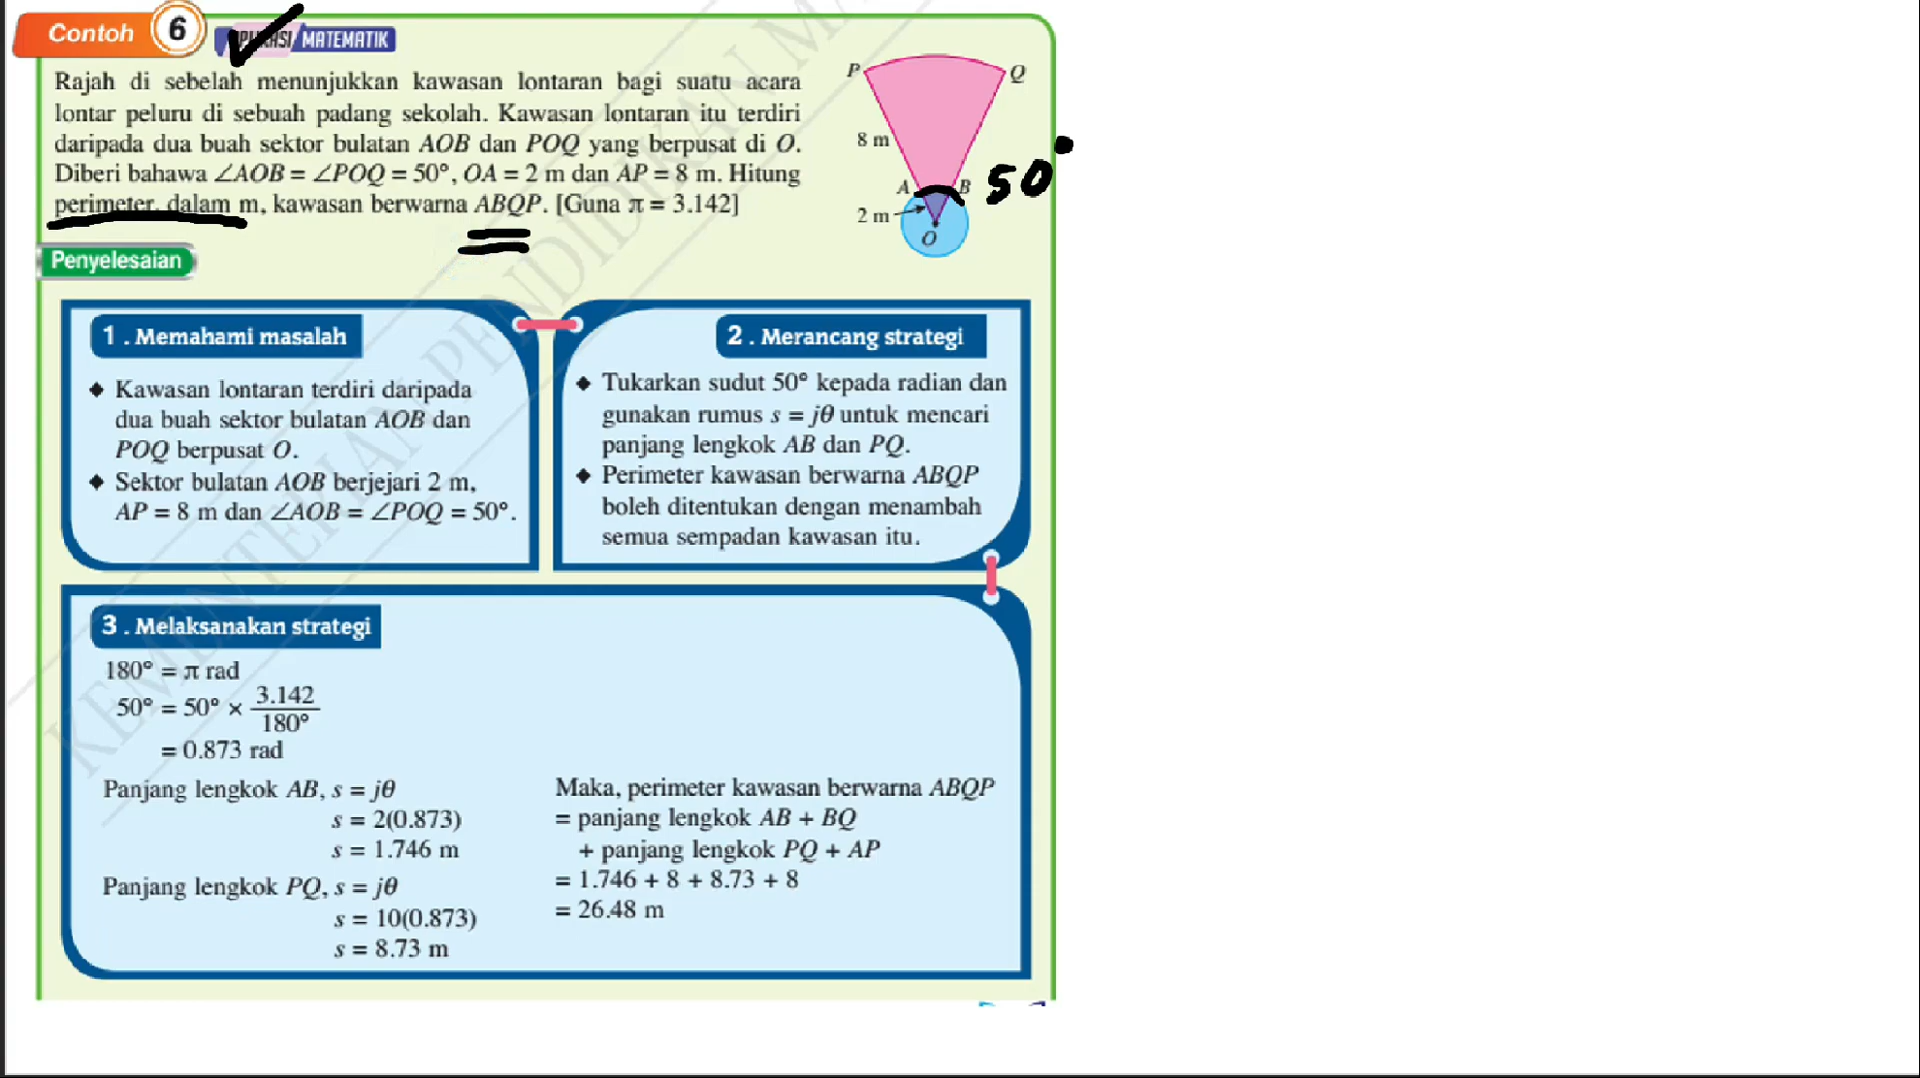 Contoh 6 APLIKASI MATEMATIK
Rajah di sebelah menunjukkan kawasan lontaran bagi suatu acara
lontar peluru di sebuah padang sekolah. Kawasan lontaran itu terdiri
daripada dua buah sektor bulatan AOB dan POQ yang berpusat di O.
Diberi bahawa ∠AOB = ∠POQ = 50°, OA = 2 m dan AP = 8 m. Hitung
perimeter, dalam m, kawasan berwarna ABQP. [Guna π = 3.142]
P Q
8 m
A B 50°
2 m
O
Penyelesaian
1 . Memahami masalah
◆ Kawasan lontaran terdiri daripada
dua buah sektor bulatan AOB dan
POQ berpusat O.
◆ Sektor bulatan AOB berjejari 2 m,
AP = 8 m dan ∠AOB = ∠POQ = 50°.
2 . Merancang strategi
◆ Tukarkan sudut 50° kepada radian dan
gunakan rumus s = jθ untuk mencari
panjang lengkok AB dan PQ.
◆ Perimeter kawasan berwarna ABQP
boleh ditentukan dengan menambah
semua sempadan kawasan itu.
3 . Melaksanakan strategi
180° = π rad
50° = 50° × 3.142/180°
= 0.873 rad
Panjang lengkok AB, s = jθ
s = 2(0.873)
s = 1.746 m
Panjang lengkok PQ, s = jθ
s = 10(0.873)
s = 8.73 m
Maka, perimeter kawasan berwarna ABQP
= panjang lengkok AB + BQ
+ panjang lengkok PQ + AP
= 1.746 + 8 + 8.73 + 8
= 26.48 m
KEMENTERIAN PENDIDIKAN MA